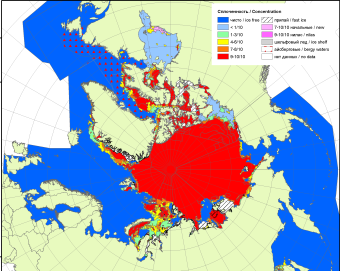 Сплоченность / Concentration
чисто / ice free
< 1/10
1-3/10
4-6/10
7-8/10
9-10/10
припай / fast ice
7-10/10 начальные / new
9-10/10 нилас / nilas
шельфовый лед / ice shelf
айсберговые / bergy waters
нет данных / no data